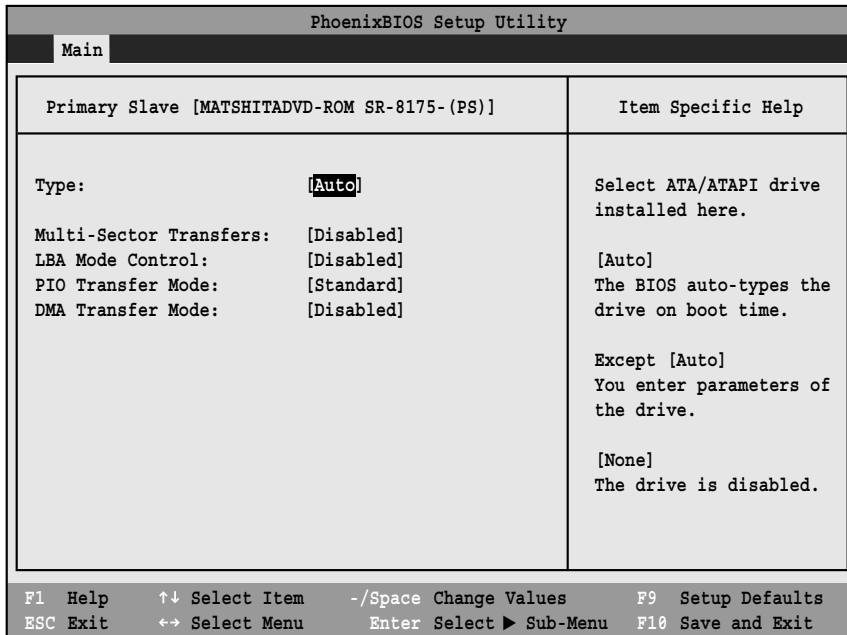 PhoenixBIOS Setup Utility
Main
Primary Slave [MATSHITADVD-ROM SR-8175-(PS)]
Item Specific Help
Type: [Auto]
Multi-Sector Transfers: [Disabled]
LBA Mode Control: [Disabled]
PIO Transfer Mode: [Standard]
DMA Transfer Mode: [Disabled]
Select ATA/ATAPI drive
installed here.
[Auto]
The BIOS auto-types the
drive on boot time.
Except [Auto]
You enter parameters of
the drive.
[None]
The drive is disabled.
F1 Help ↑↓ Select Item -/Space Change Values F9 Setup Defaults
ESC Exit ←→ Select Menu Enter Select ▶ Sub-Menu F10 Save and Exit